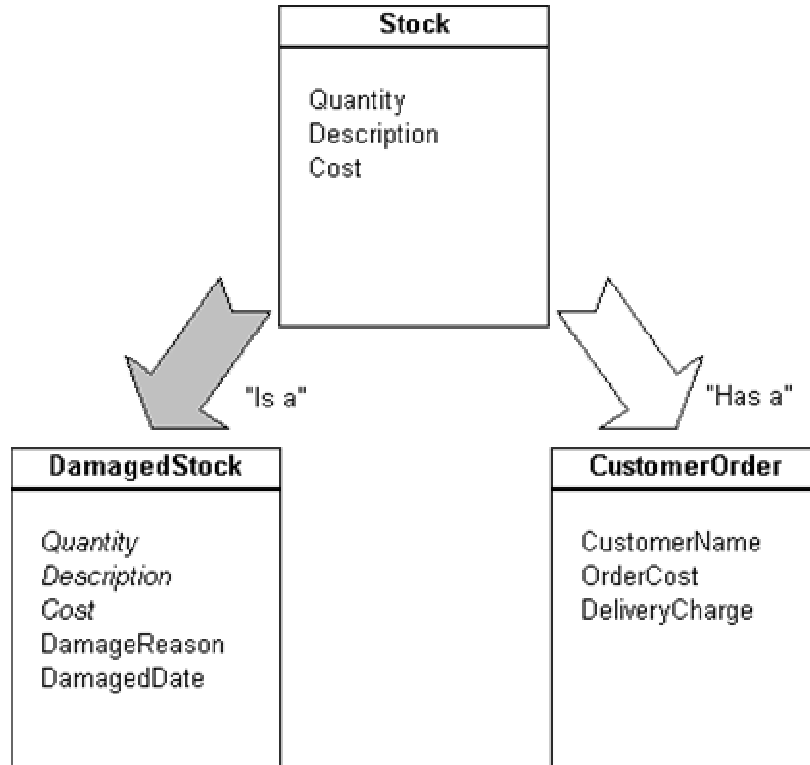 Stock
Quantity
Description
Cost
"Is a"
"Has a"
DamagedStock
Quantity
Description
Cost
DamageReason
DamagedDate
CustomerOrder
CustomerName
OrderCost
DeliveryCharge